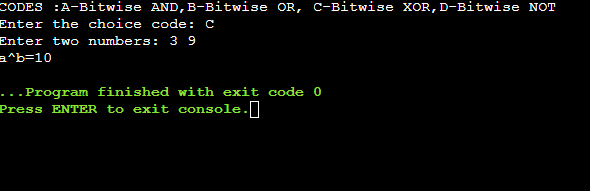 CODES :A-Bitwise AND,B-Bitwise OR, C-Bitwise XOR,D-Bitwise NOT
Enter the choice code: C
Enter two numbers: 3 9
a^b=10
...Program finished with exit code 0
Press ENTER to exit console.